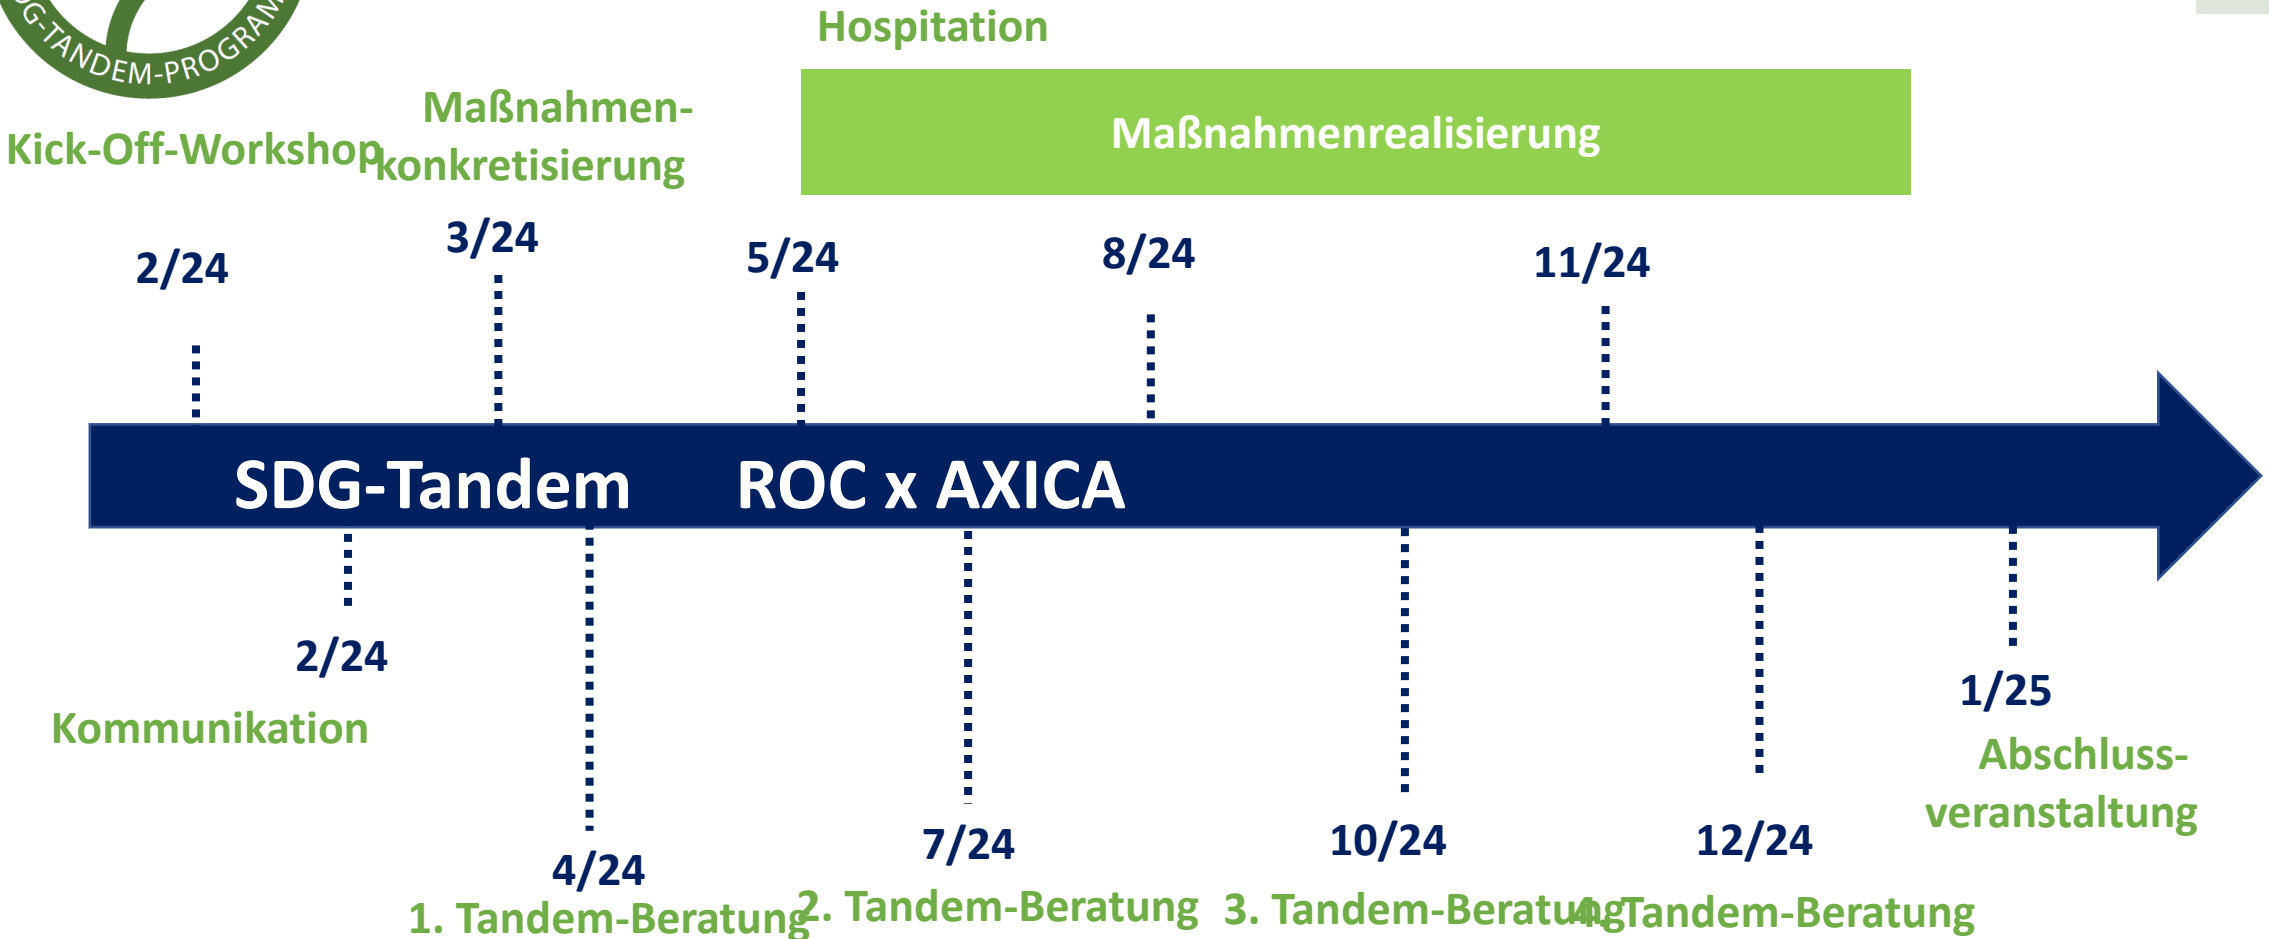 DG-TANDEM-PROGRAM
Hospitation
Maßnahmen-
konkretisierung
Kick-Off-Workshop
Maßnahmenrealisierung
2/24
3/24
5/24
8/24
11/24
SDG-Tandem ROC x AXICA
2/24
Kommunikation
4/24
1. Tandem-Beratung
7/24
2. Tandem-Beratung
10/24
3. Tandem-Beratung
12/24
4. Tandem-Beratung
1/25
Abschluss-
veranstaltung